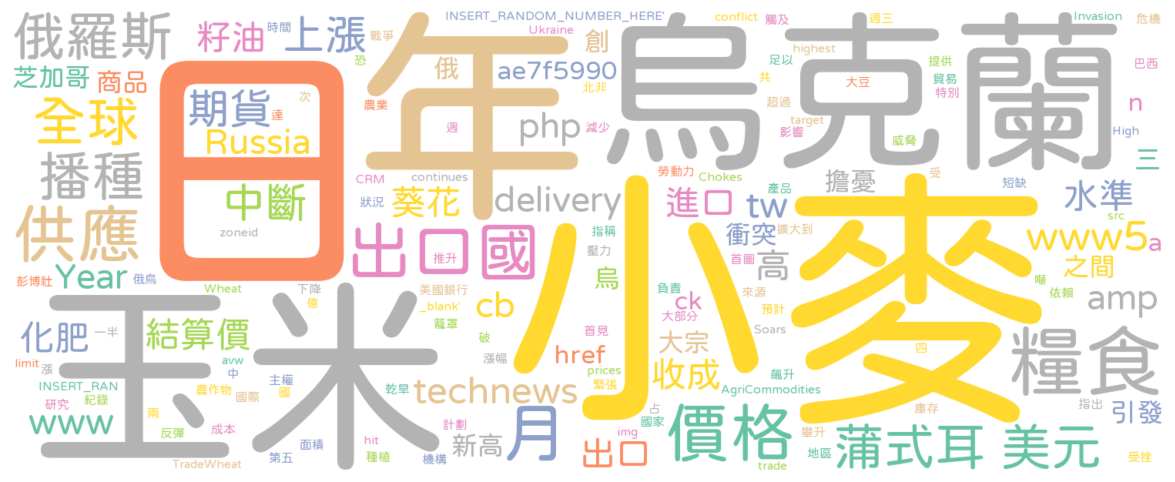 俄羅斯
籽油
時間
上漲
戰爭
INSERT_RANDOM_NUMBER_HERE'
Ukraine
創
烏克蘭
conflict
觸及
週三
Invasion
危機
芝加哥
商品
恐
年
俄
ae7f5990
北非
highest
足以
共
提供
貿易
特別
巴西
全球
日
期貨
次
達
農業
週
php
減少
超過
target
影響
大豆
威脅
n
High
Russia
播種
中斷
CRM
continues
狀況
葵花
delivery
勞動力
Chokes
進口
tw
產品
擔憂
受
短缺
三
水準
src
供應
zoneid
出口國
推升
小麥
指稱
壓力
衝突
擴大到
首圖
高
www5
a
之間
彭博社
Year
俄烏
Wheat
下降
億
美國銀行
_blank'
籠罩
cb
烏
負責
ck
大部分
來源
預計
噸
依賴
amp
玉米
化肥
一半
結算價
破
漲幅
首見
href
大宗
Soars
四
糧食
limit
漲
avw
中
主權
國
乾旱
technews
prices
緊張
收成
飆升
AgriCommodities
INSERT_RAN
農作物
國際
紀錄
研究
www
兩
反彈
成本
TradeWheat
第五
面積
hit
種植
計劃
機構
新高
月
占
國家
img
出口
價格
trade
庫存
攀升
地區
蒲式耳
美元
指出
引發
受挫